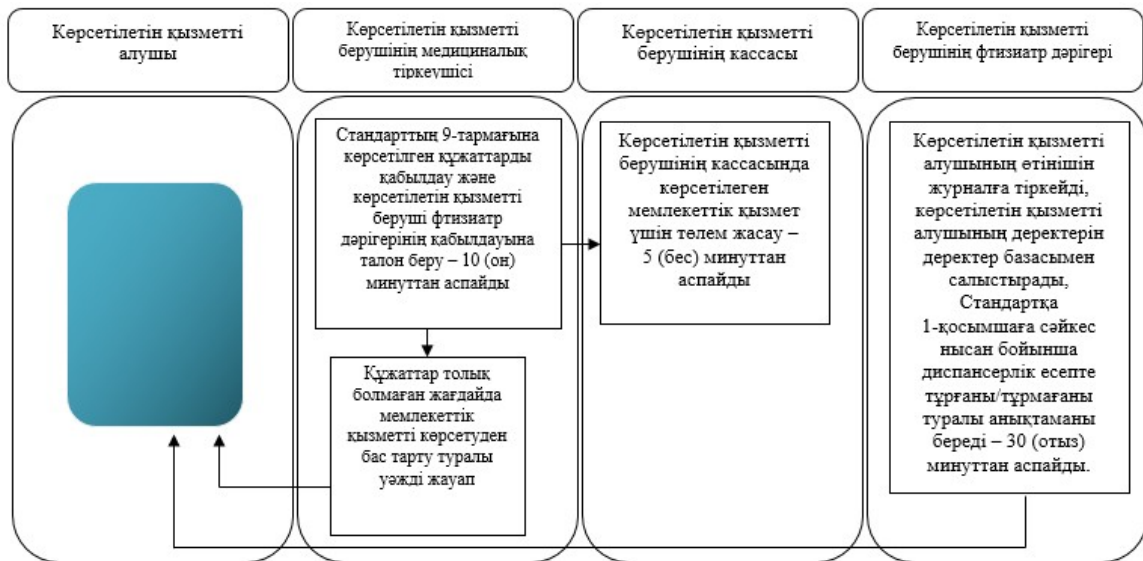 Көрсетілетін қызметті
алушы
Көрсетілетін қызметті
берушінің медициналық
тіркеушісі
Көрсетілетін қызметті
берушінің кассасы
Көрсетілетін қызметті
берушінің фтизиатр дәрігері
Стандарттың 9-тармағына
көрсетілген құжаттарды
қабылдау және
көрсетілетін қызметті
беруші фтизиатр
дәрігерінің қабылдауына
талон беру – 10 (он)
минуттан аспайды
Құжаттар толық
болмаған жағдайда
мемлекеттік
қызметті көрсетуден
бас тарту туралы
уәжді жауап
Көрсетілетін қызметті
берушінің кассасында
көрсетілеген
мемлекеттік қызмет
үшін төлем жасау –
5 (бес) минуттан
аспайды
Көрсетілетін қызметті
алушының өтінішін
журналға тіркейді,
көрсетілетін қызметті
алушының деректерін
деректер базасымен
салыстырады,
Стандартқа
1-қосымшаға сәйкес
нысан бойынша
диспансерлік есепте
тұрғаны/тұрмағаны
туралы анықтаманы
береді – 30 (отыз)
минуттан аспайды.